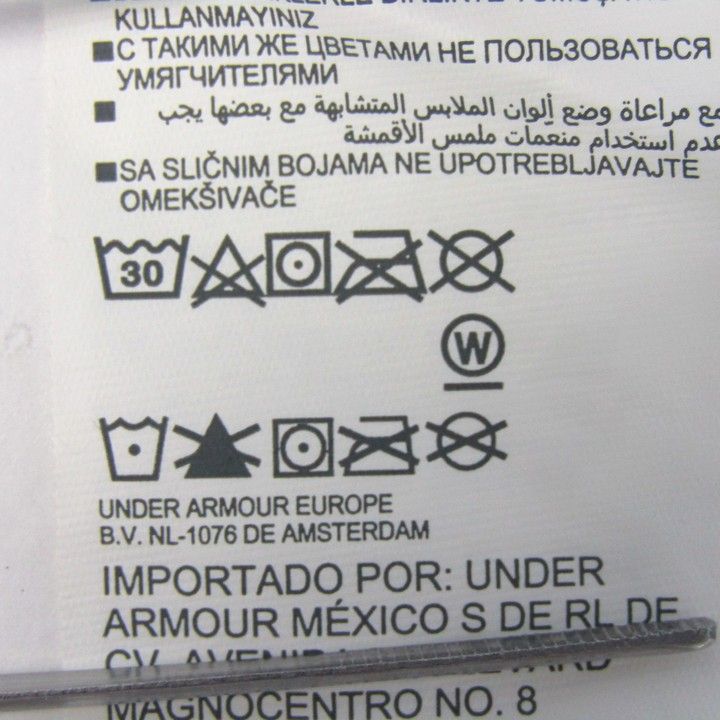 KULLANMAYINIZ
■С ТАКИМИ ЖЕ ЦВЕТАМИ НЕ ПОЛЬЗОВАТЬСЯ
УМЯГЧИТЕЛЯМИ
■ مع مراعاة وضع ألوان الملابس المتشابهة مع بعضها يجب
عدم استخدام منعمات ملمس الأقمشة
■SA SLIČNIM BOJAMA NE UPOTREBLJAVAJTE
OMEKŠIVAČE
30
W
UNDER ARMOUR EUROPE
B.V. NL-1076 DE AMSTERDAM
IMPORTADO POR: UNDER
ARMOUR MÉXICO S DE RL DE
CV. AVENIDA
MAGNOCENTRO NO. 8